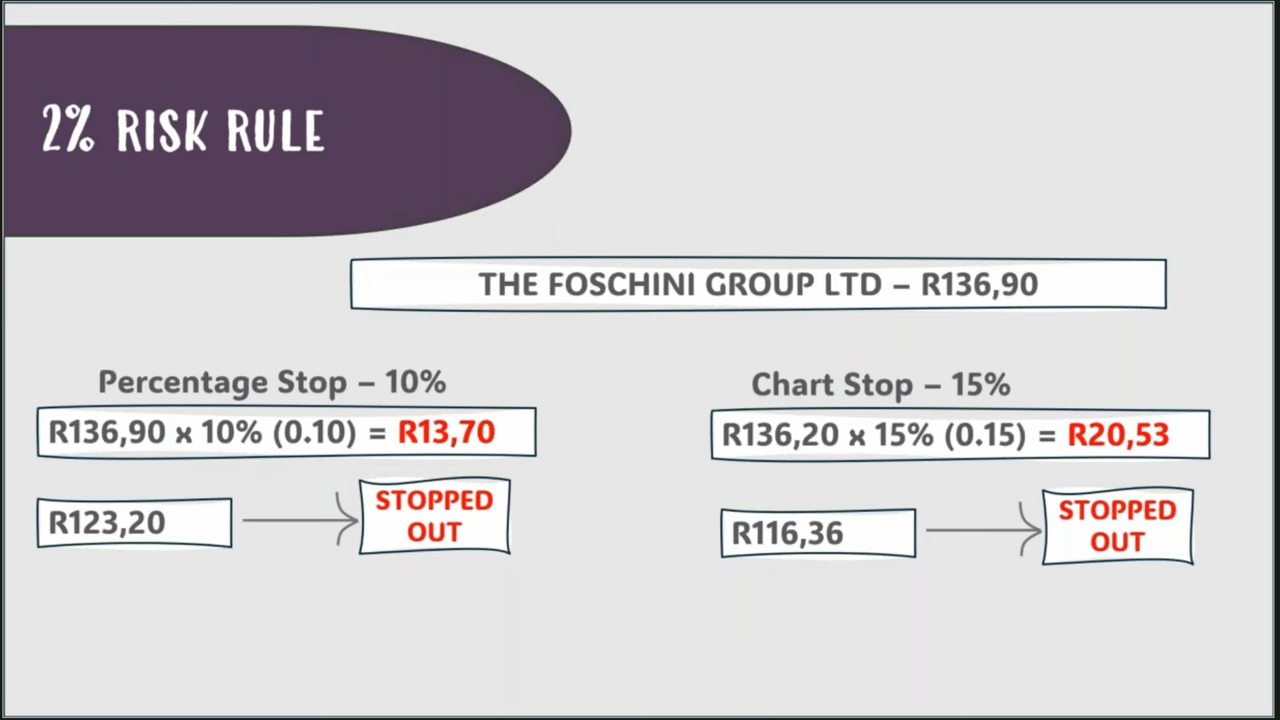 2% RISK RULE
THE FOSCHINI GROUP LTD – R136,90
Percentage Stop – 10%
R136,90 x 10% (0.10) = R13,70
R123,20
STOPPED
OUT
Chart Stop – 15%
R136,20 x 15% (0.15) = R20,53
R116,36
STOPPED
OUT